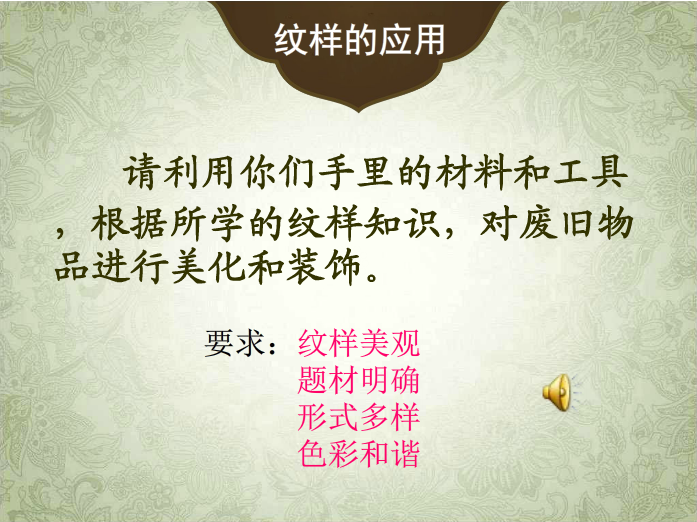 纹样的应用
请利用你们手里的材料和工具
，根据所学的纹样知识，对废旧物
品进行美化和装饰。
要求：纹样美观
题材明确
形式多样
色彩和谐